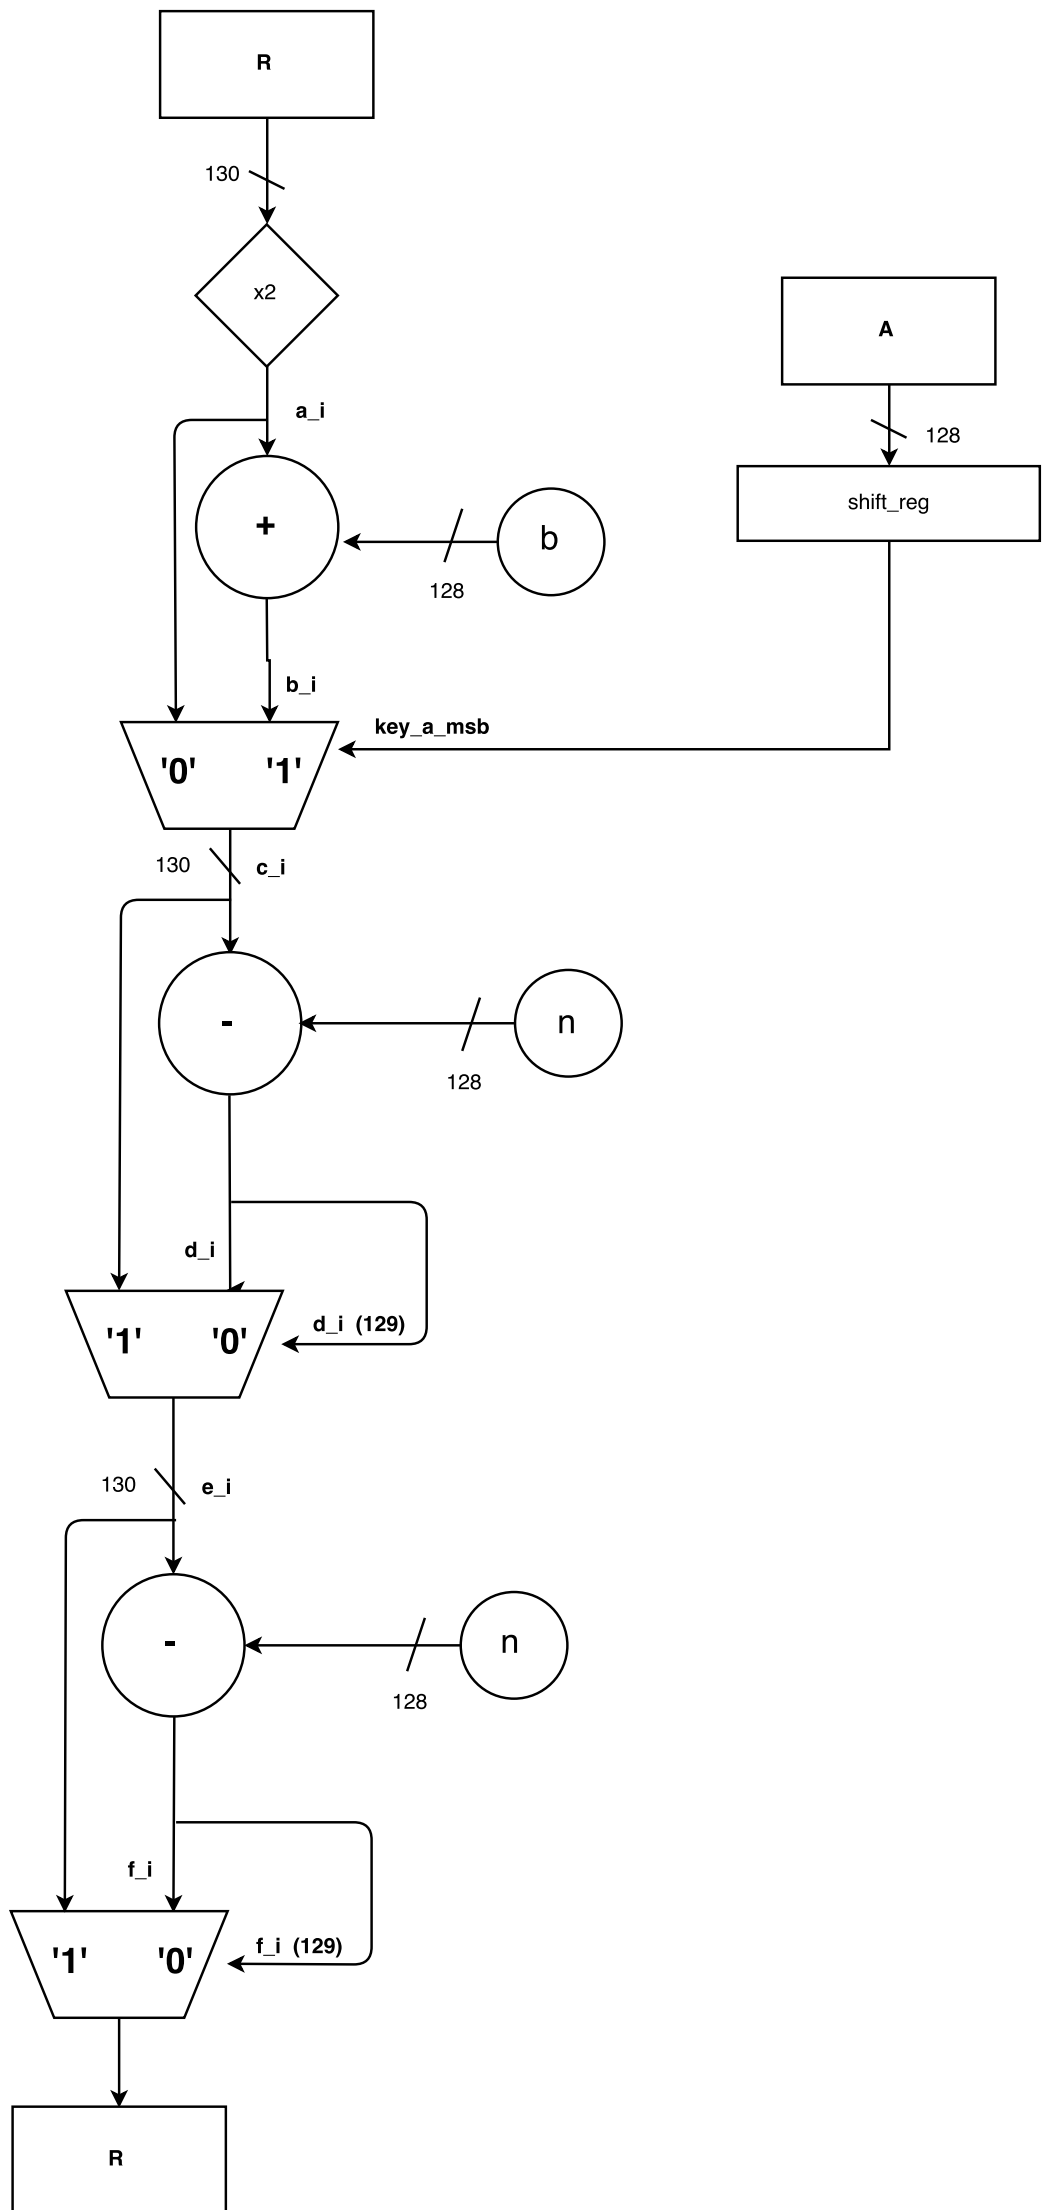 R
130
x2
A
a_i
128
shift_reg
+
b
128
b_i
key_a_msb
'0' '1'
130
c_i
-
n
128
d_i
d_i (129)
'1' '0'
130
e_i
-
n
128
f_i
f_i (129)
'1' '0'
R